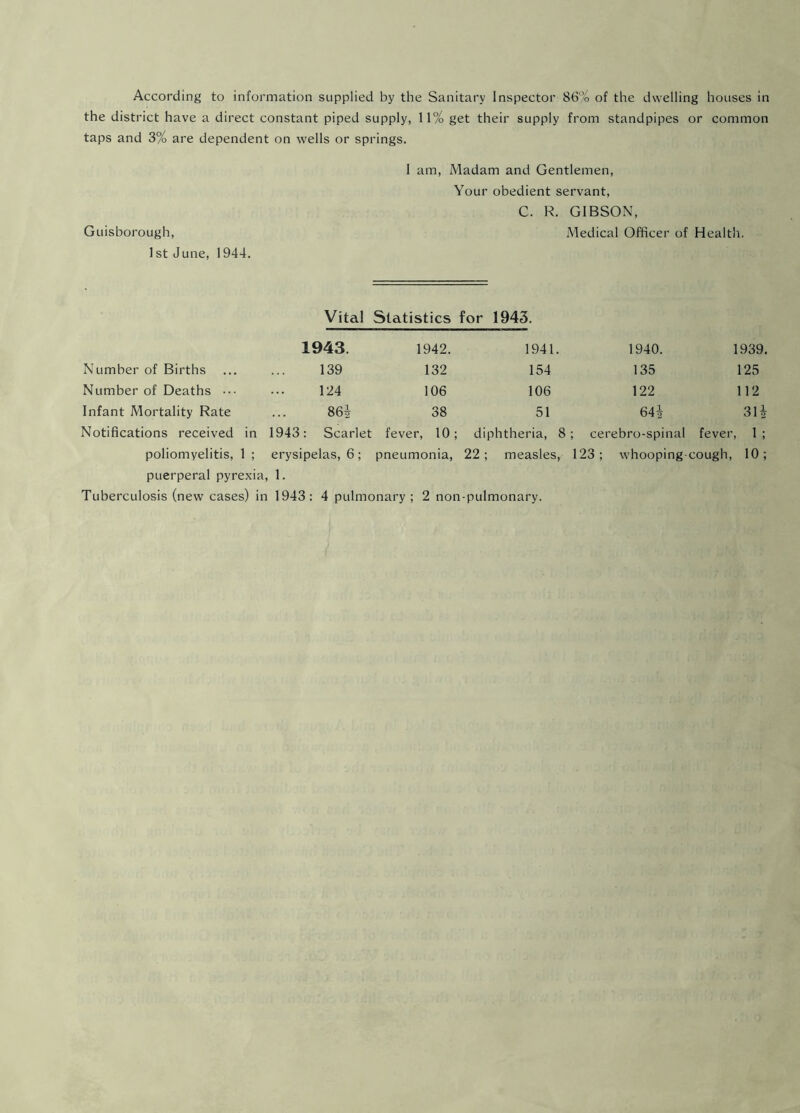 According to information supplied by the Sanitary Inspector 86% of the dwelling houses in
the district have a direct constant piped supply, 11% get their supply from standpipes or common
taps and 3% are dependent on wells or springs.
I am, Madam and Gentlemen,
Your obedient servant,
C. R. GIBSON,
Guisborough, Medical Officer of Health.
1st June, 1944.
Vital Statistics for 1943.
1943. 1942. 1941. 1940. 1939.
Number of Births ... ... 139 132 154 135 125
Number of Deaths ... ... 124 106 106 122 112
Infant Mortality Rate ... 86½ 38 51 64½ 31½
Notifications received in 1943: Scarlet fever, 10; diphtheria, 8; cerebro-spinal fever, 1;
poliomyelitis, 1; erysipelas, 6; pneumonia, 22; measles, 123; whooping-cough, 10;
puerperal pyrexia, 1.
Tuberculosis (new cases) in 1943: 4 pulmonary; 2 non-pulmonary.